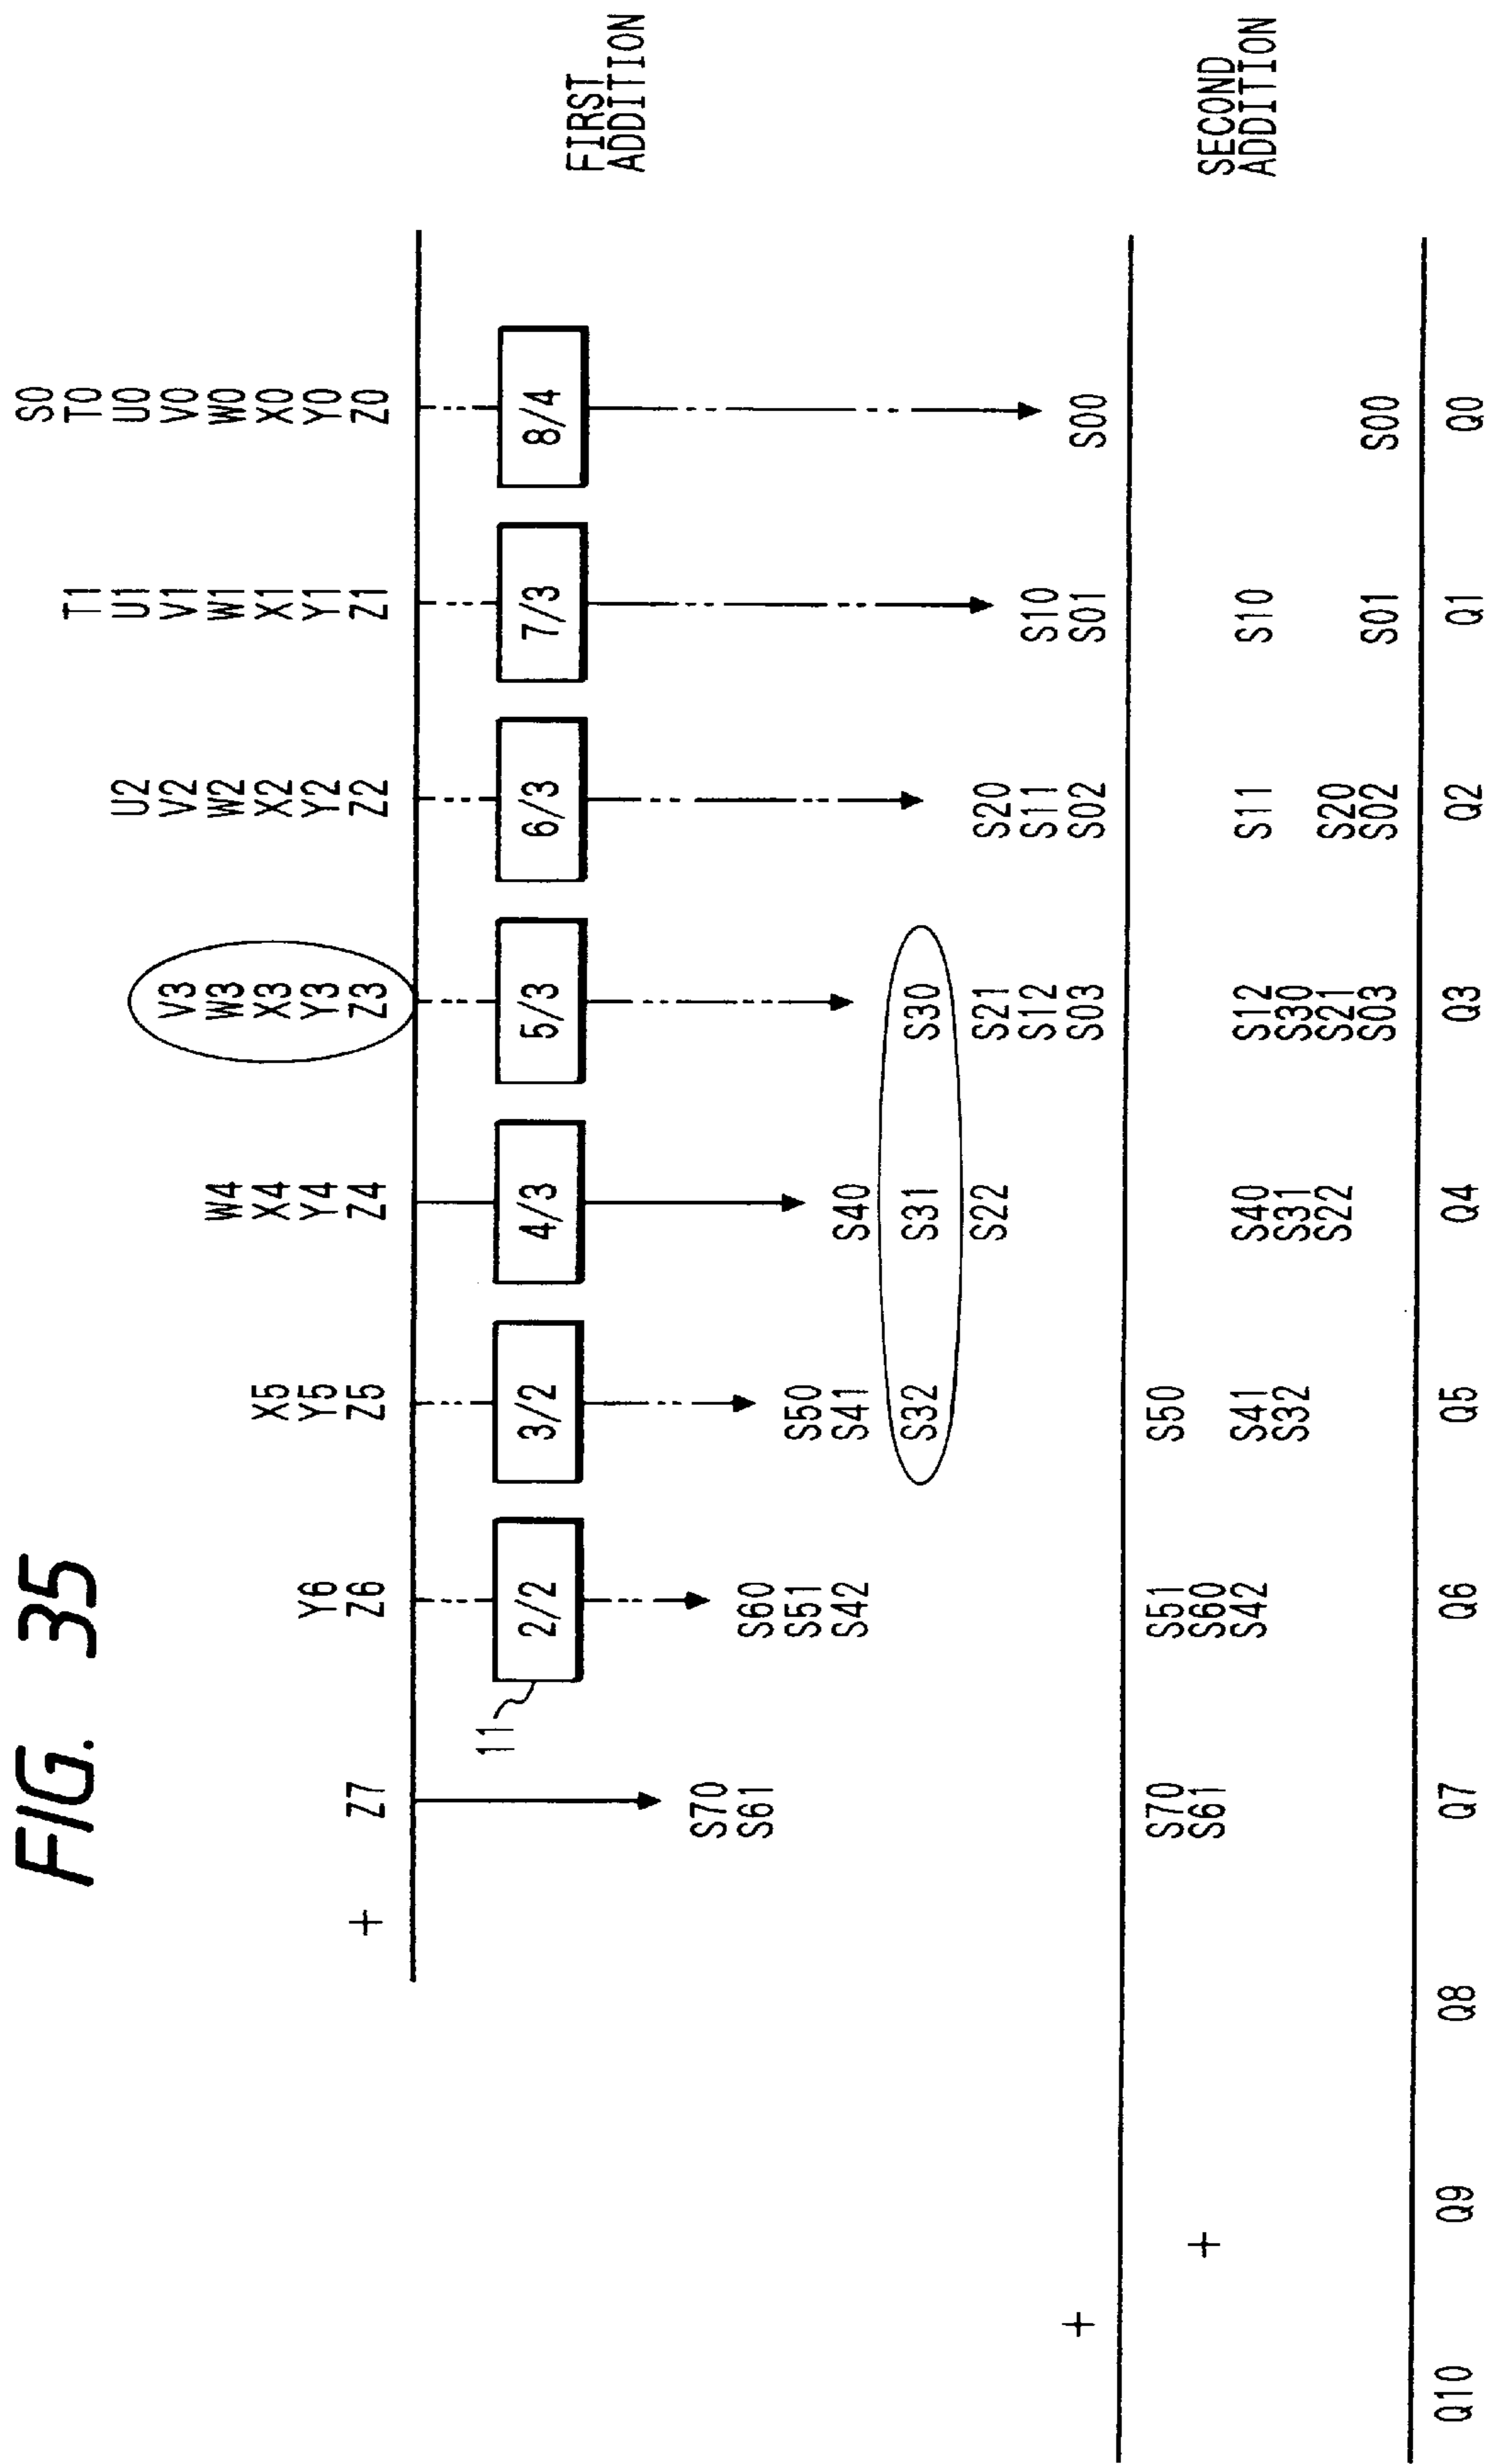 FIG. 35
S0
T1 T0
U2 U1 U0
V3 V2 V1 V0
W4 W3 W2 W1 W0
X5 X4 X3 X2 X1 X0
Y6 Y5 Y4 Y3 Y2 Y1 Y0
+ Z7 Z6 Z5 Z4 Z3 Z2 Z1 Z0
11
2/2 3/2 4/3 5/3 6/3 7/3 8/4
FIRST
ADDITION
S70
S61 S60
S51 S50
S42 S41 S40
S32 S31 S30
S22 S21 S20
S12 S11 S10
+ S03 S02 S01 S00
S70 S51 S50
+ S61 S60
SECOND
ADDITION
S42 S41 S40 S12 S11 S10
S32 S31 S30
S22 S21 S20
S03 S02 S01 S00
Q10 Q9 Q8 Q7 Q6 Q5 Q4 Q3 Q2 Q1 Q0